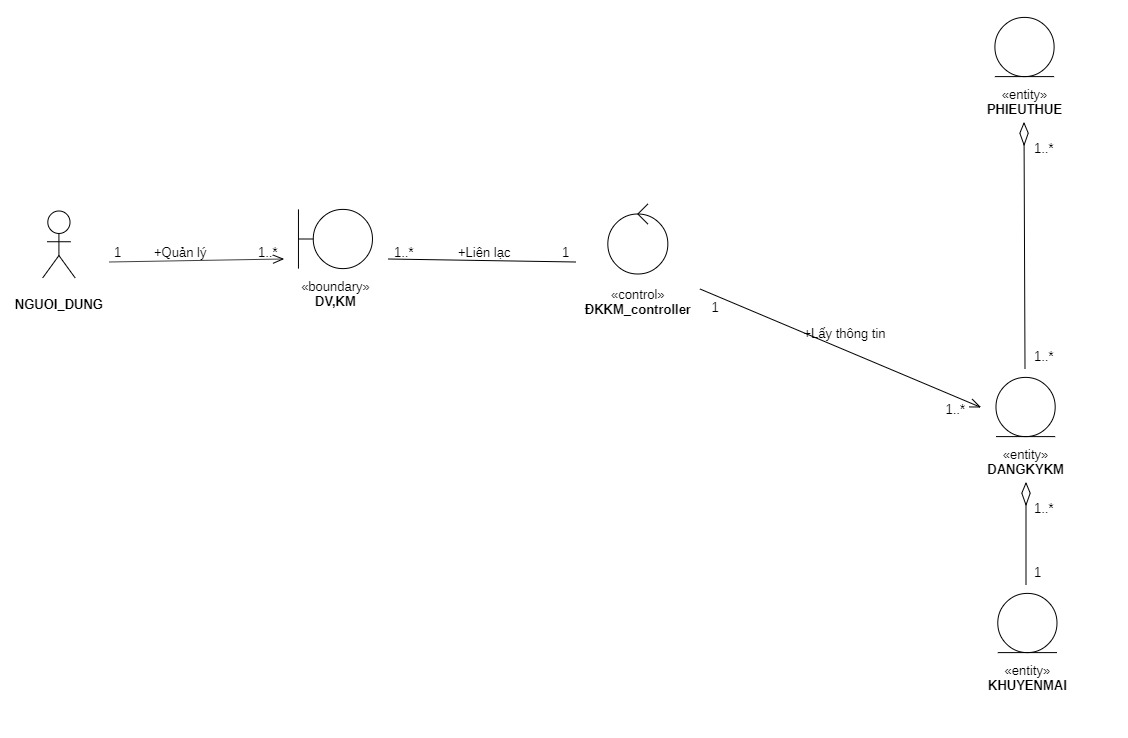 «entity»
PHIEUTHUE
1..*
1
+Quản lý
1..*
1..*
+Liên lạc
1
«boundary»
DV,KM
NGUOI_DUNG
«control»
ĐKKM_controller
1
+Lấy thông tin
1..*
1..*
«entity»
DANGKYKM
1..*
1
«entity»
KHUYENMAI